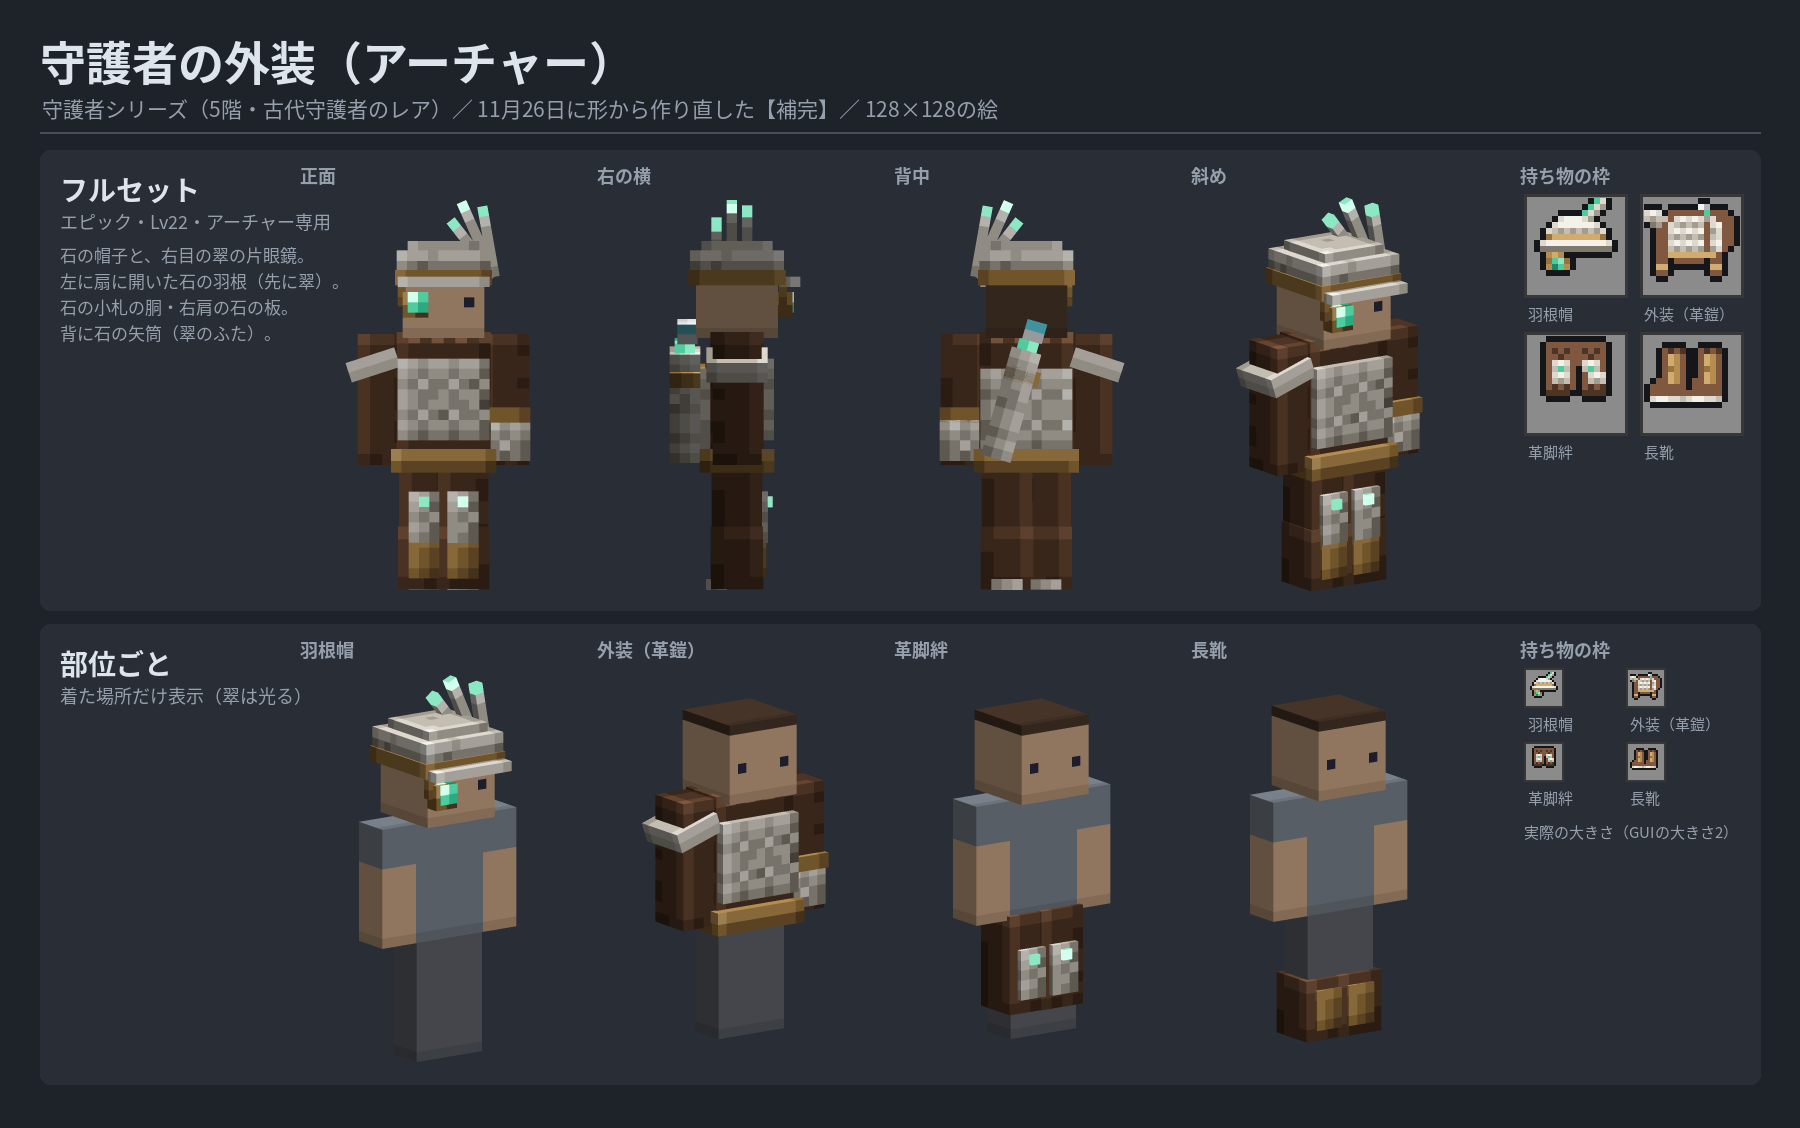 守護者の外装（アーチャー）
守護者シリーズ（5階・古代守護者のレア）／ 11月26日に形から作り直した【補完】／ 128×128の絵
フルセット
エピック・Lv22・アーチャー専用
石の帽子と、右目の翠の片眼鏡。
左に扇に開いた石の羽根（先に翠）。
石の小札の胴・右肩の石の板。
背に石の矢筒（翠のふた）。
正面
右の横
背中
斜め
持ち物の枠
羽根帽
外装（革鎧）
革脚絆
長靴
部位ごと
着た場所だけ表示（翠は光る）
羽根帽
外装（革鎧）
革脚絆
長靴
持ち物の枠
羽根帽
外装（革鎧）
革脚絆
長靴
実際の大きさ（GUIの大きさ2）